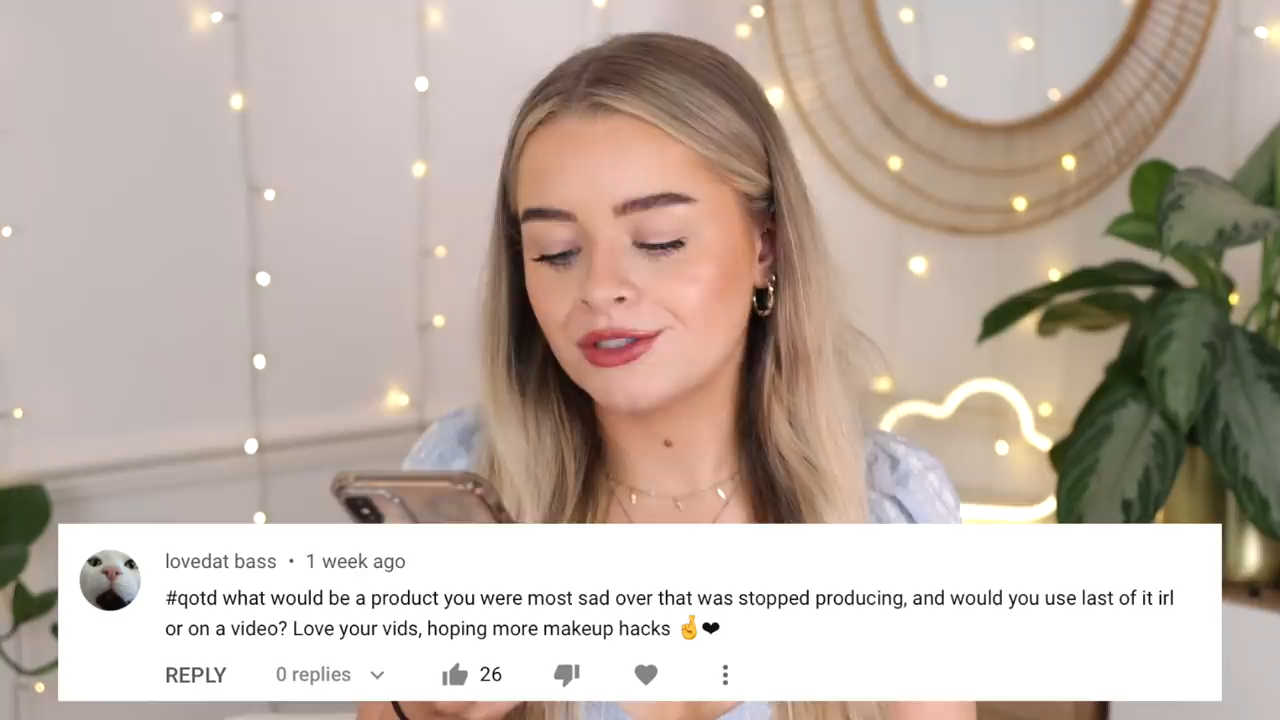 lovedat bass • 1 week ago
#qotd what would be a product you were most sad over that was stopped producing, and would you use last of it irl
or on a video? Love your vids, hoping more makeup hacks 🤞❤
REPLY 0 replies 26